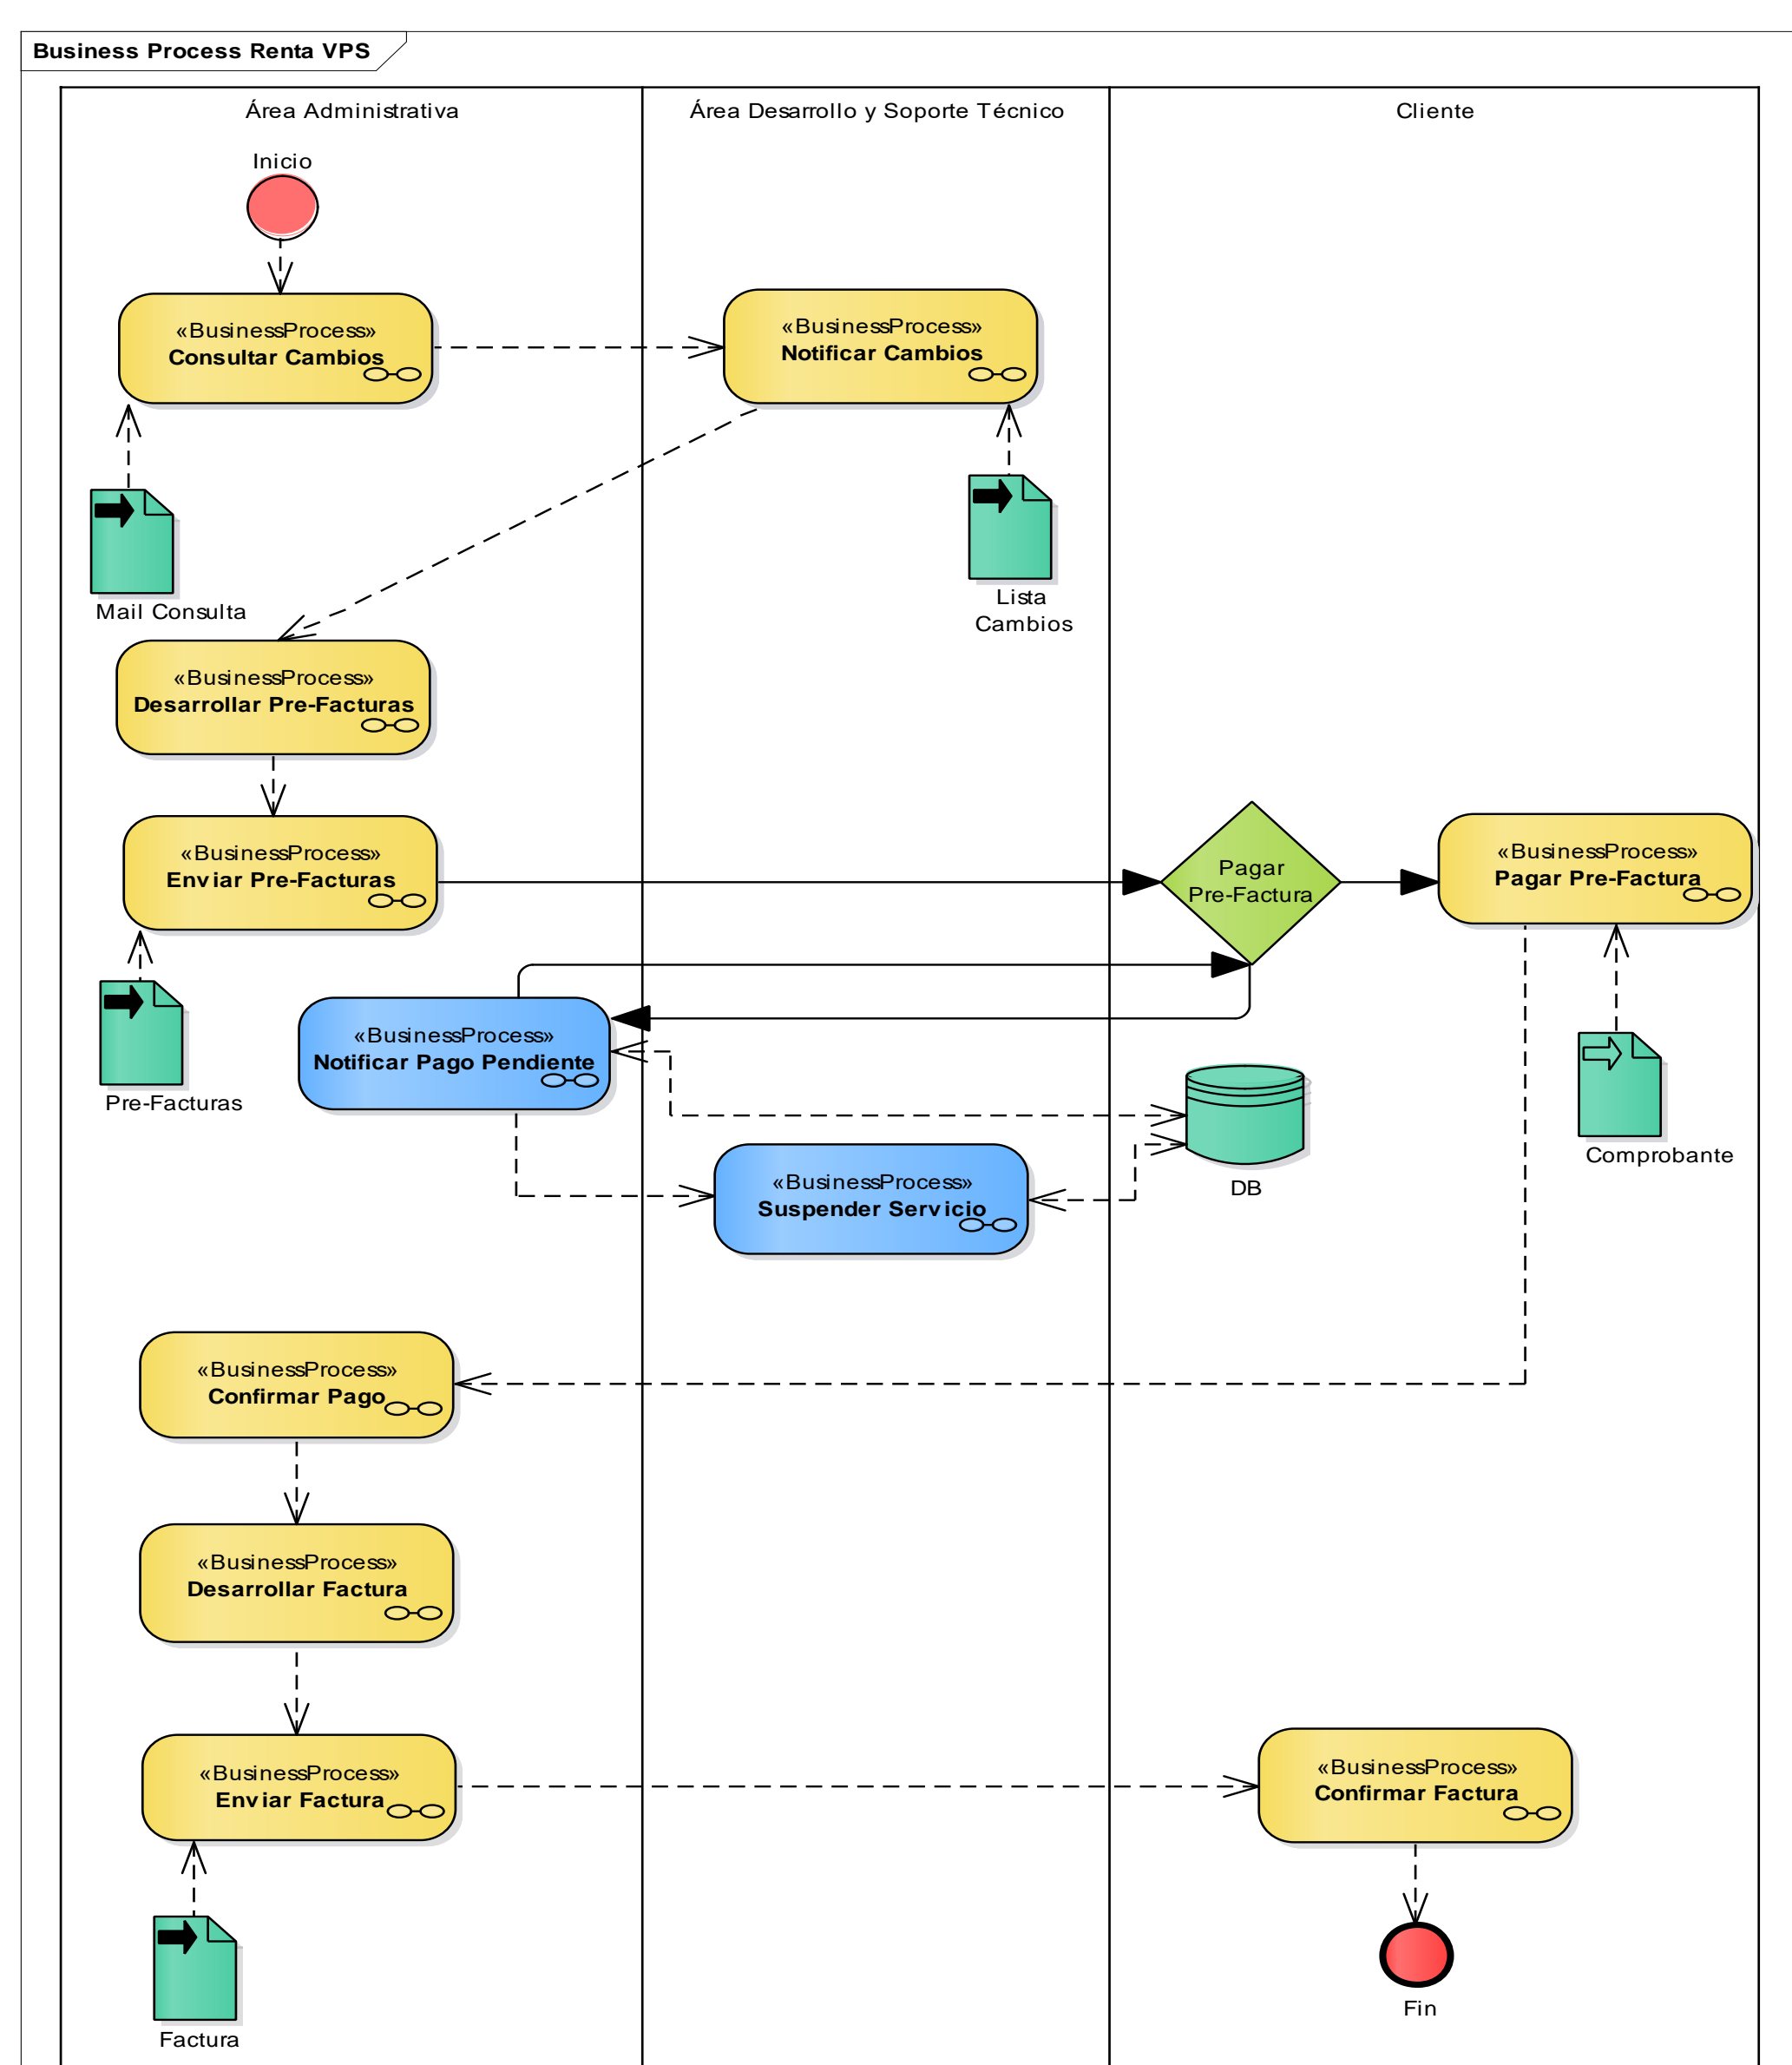 Business Process Renta VPS
Área Administrativa
Área Desarrollo y Soporte Técnico
Cliente
Inicio
«BusinessProcess»
Consultar Cambios
«BusinessProcess»
Notificar Cambios
Mail Consulta
Lista
Cambios
«BusinessProcess»
Desarrollar Pre-Facturas
«BusinessProcess»
Enviar Pre-Facturas
Pagar
Pre-Factura
«BusinessProcess»
Pagar Pre-Factura
Pre-Facturas
«BusinessProcess»
Notificar Pago Pendiente
Comprobante
DB
«BusinessProcess»
Suspender Servicio
«BusinessProcess»
Confirmar Pago
«BusinessProcess»
Desarrollar Factura
«BusinessProcess»
Enviar Factura
«BusinessProcess»
Confirmar Factura
Factura
Fin